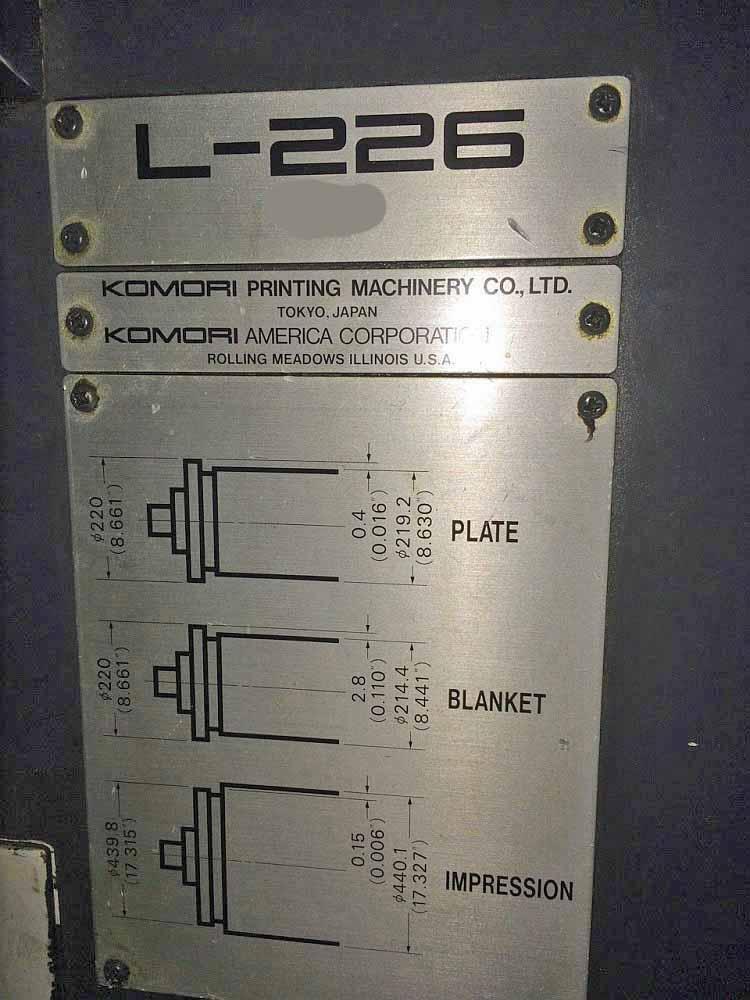 L-226
KOMORI PRINTING MACHINERY CO., LTD.
TOKYO, JAPAN
KOMORI AMERICA CORPORATION
ROLLING MEADOWS ILLINOIS U.S.A.
φ220
(8.661")
0.4
(0.016")
φ219.2
(8.630")
PLATE
φ220
(8.661")
2.8
(0.110")
φ214.4
(8.441")
BLANKET
φ439.8
(17.315")
0.15
(0.006")
φ440.1
(17.327")
IMPRESSION